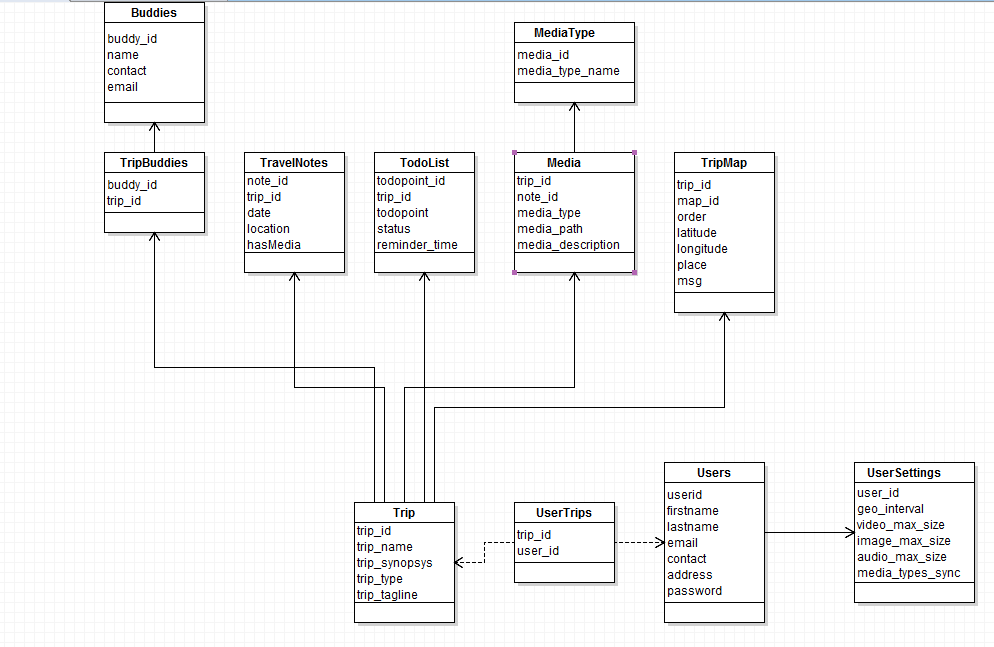 Buddies
buddy_id
name
contact
email
MediaType
media_id
media_type_name
TripBuddies
buddy_id
trip_id
TravelNotes
note_id
trip_id
date
location
hasMedia
TodoList
todopoint_id
trip_id
todopoint
status
reminder_time
Media
trip_id
note_id
media_type
media_path
media_description
TripMap
trip_id
map_id
order
latitude
longitude
place
msg
Trip
trip_id
trip_name
trip_synopsys
trip_type
trip_tagline
UserTrips
trip_id
user_id
Users
userid
firstname
lastname
email
contact
address
password
UserSettings
user_id
geo_interval
video_max_size
image_max_size
audio_max_size
media_types_sync